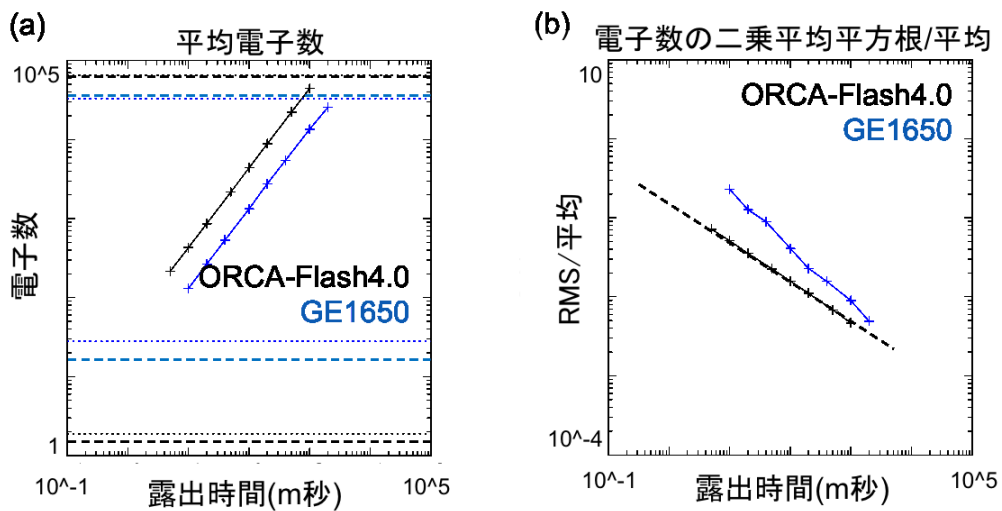 (a)
平均電子数
10^5
電子数
ORCA-Flash4.0
GE1650
1
10^-1
露出時間(m秒)
10^5
(b)
電子数の二乗平均平方根/平均
10
ORCA-Flash4.0
GE1650
RMS/平均
10^-4
10^-1
露出時間(m秒)
10^5